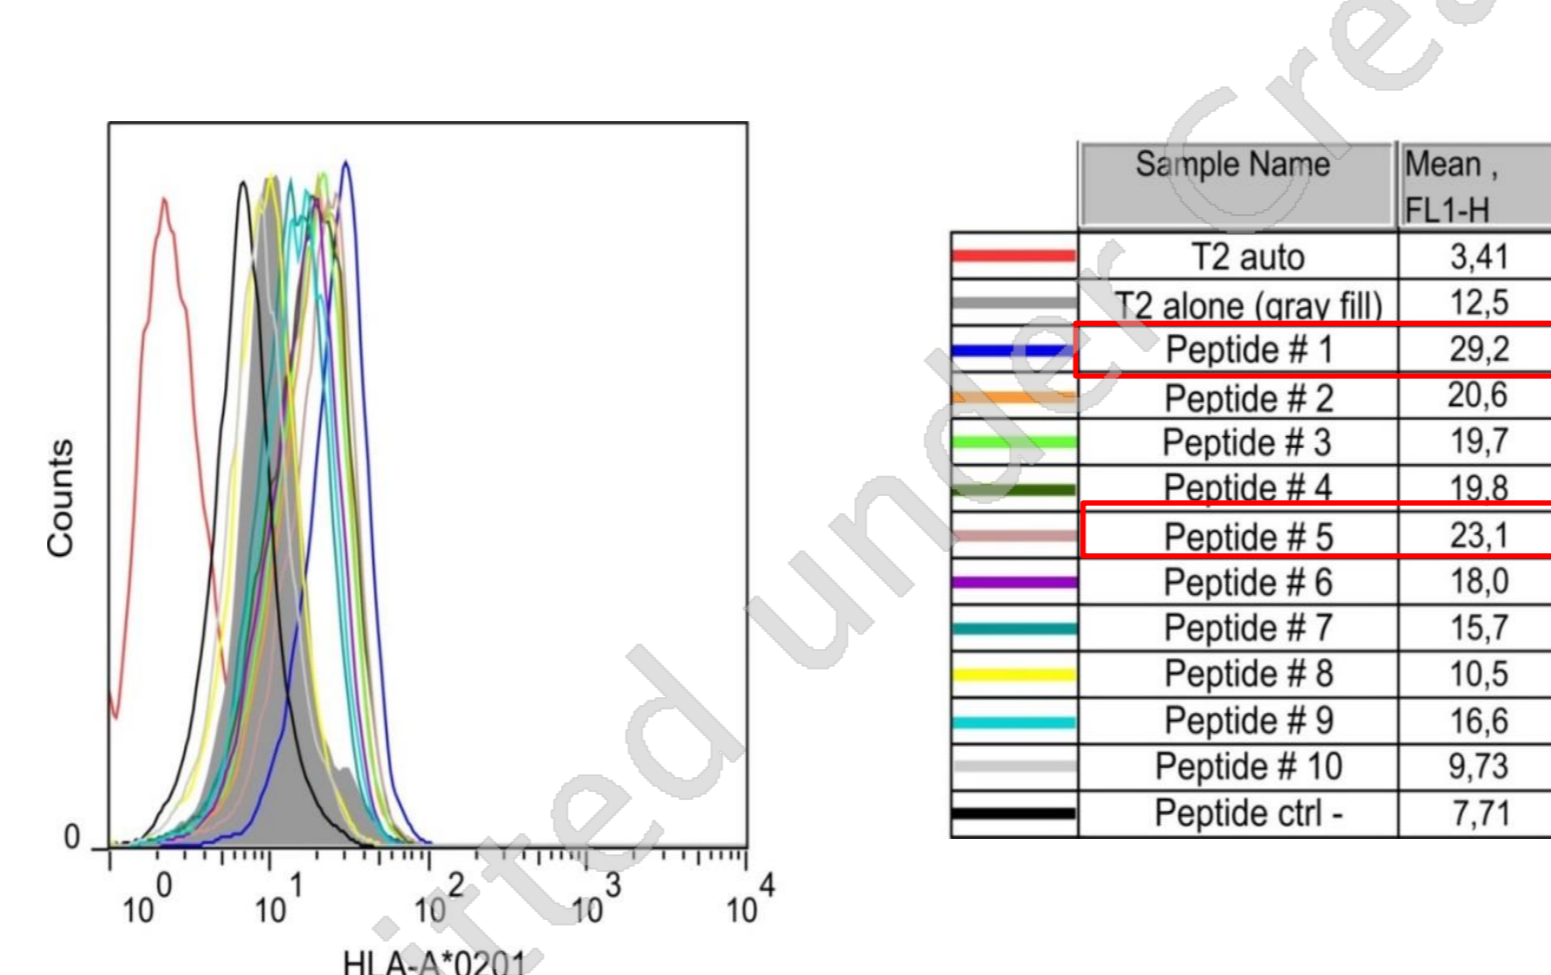 Sample Name Mean ,
FL1-H
T2 auto 3,41
T2 alone (gray fill) 12,5
Peptide # 1 29,2
Peptide # 2 20,6
Peptide # 3 19,7
Peptide # 4 19,8
Peptide # 5 23,1
Peptide # 6 18,0
Peptide # 7 15,7
Peptide # 8 10,5
Peptide # 9 16,6
Peptide # 10 9,73
Peptide ctrl - 7,71
Counts
0
10 0 10 1 10 2 10 3 10 4
HLA-A*0201
under